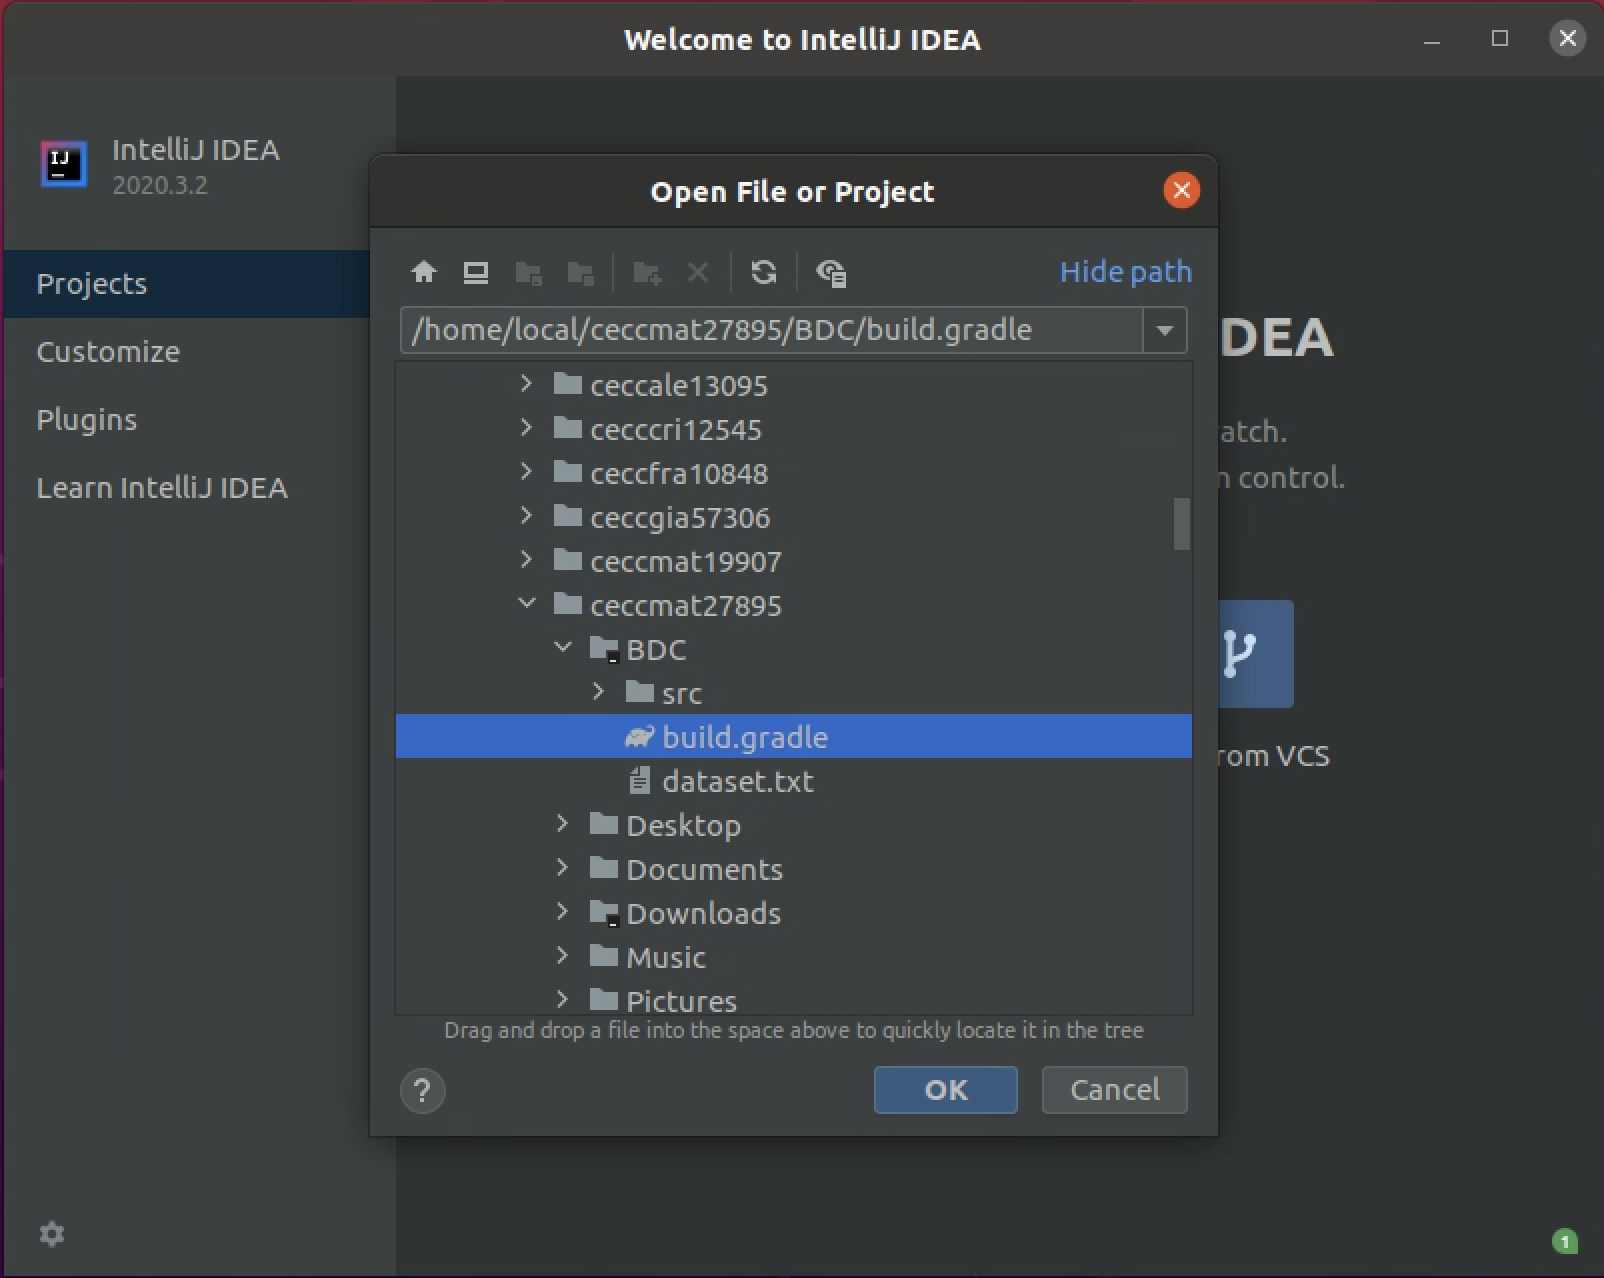 Welcome to IntelliJ IDEA
IJ
IntelliJ IDEA
2020.3.2
Projects
Customize
Plugins
Learn IntelliJ IDEA
Open File or Project
Hide path
/home/local/ceccmat27895/BDC/build.gradle
ceccale13095
cecccri12545
ceccfra10848
ceccgia57306
ceccmat19907
ceccmat27895
BDC
src
build.gradle
dataset.txt
Desktop
Documents
Downloads
Music
Pictures
Drag and drop a file into the space above to quickly locate it in the tree
?
OK
Cancel
DEA
atch.
n control.
rom VCS
1